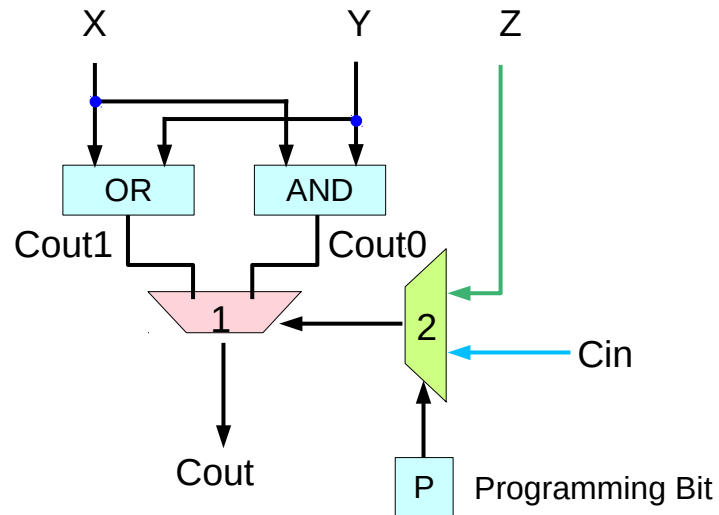 X
Y
Z
OR
AND
Cout1
Cout0
1
2
Cin
Cout
P
Programming Bit